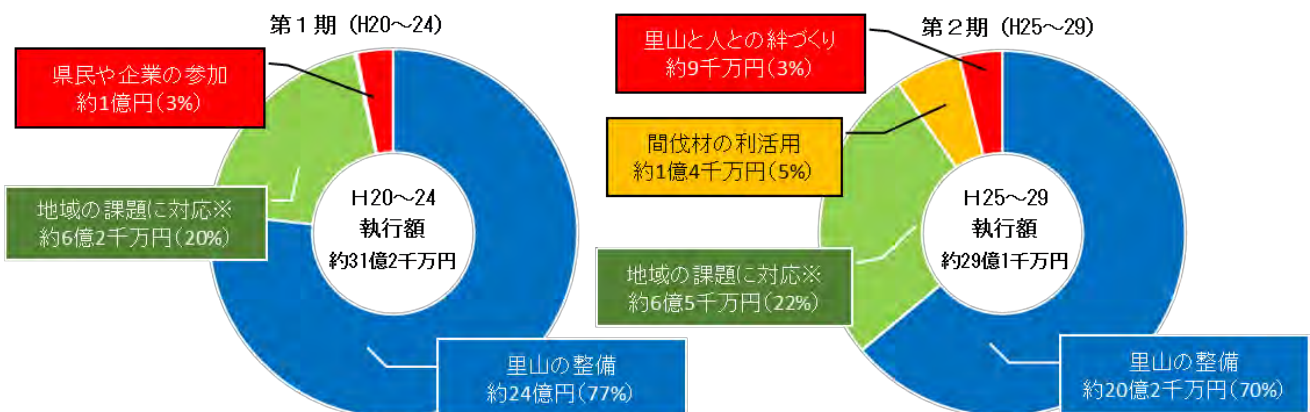 第1期(H20~24)
県民や企業の参加
約1億円(3%)
地域の課題に対応※
約6億2千万円(20%)
H20~24
執行額
約31億2千万円
里山の整備
約24億円(77%)
第2期(H25~29)
里山と人との絆づくり
約9千万円(3%)
間伐材の利活用
約1億4千万円(5%)
地域の課題に対応※
約6億5千万円(22%)
H25~29
執行額
約29億1千万円
里山の整備
約20億2千万円(70%)